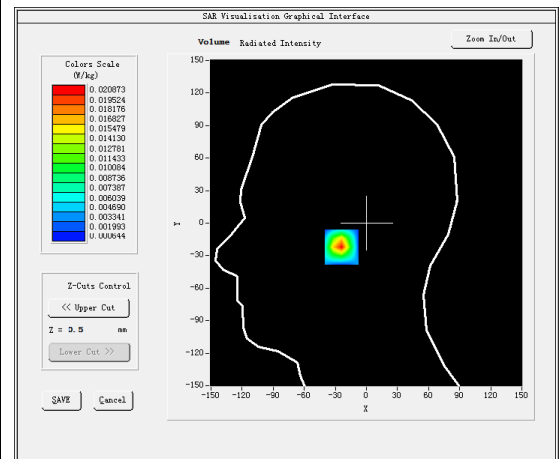 SAR Visualisation Graphical Interface
Volume Radiated Intensity
Zoom In/Out
Colors Scale
(W/kg)
0.020873
0.019524
0.018176
0.016827
0.015479
0.014130
0.012781
0.011433
0.010084
0.008736
0.007387
0.006039
0.004690
0.003341
0.001993
0.000644
Z-Cuts Control
<< Upper Cut
Z = 3.5 mm
Lower Cut >>
SAVE Cancel
150
120
90
60
30
0
-30
-60
-90
-120
-150
Y
-150 -120 -90 -60 -30 0 30 60 90 120 150
X